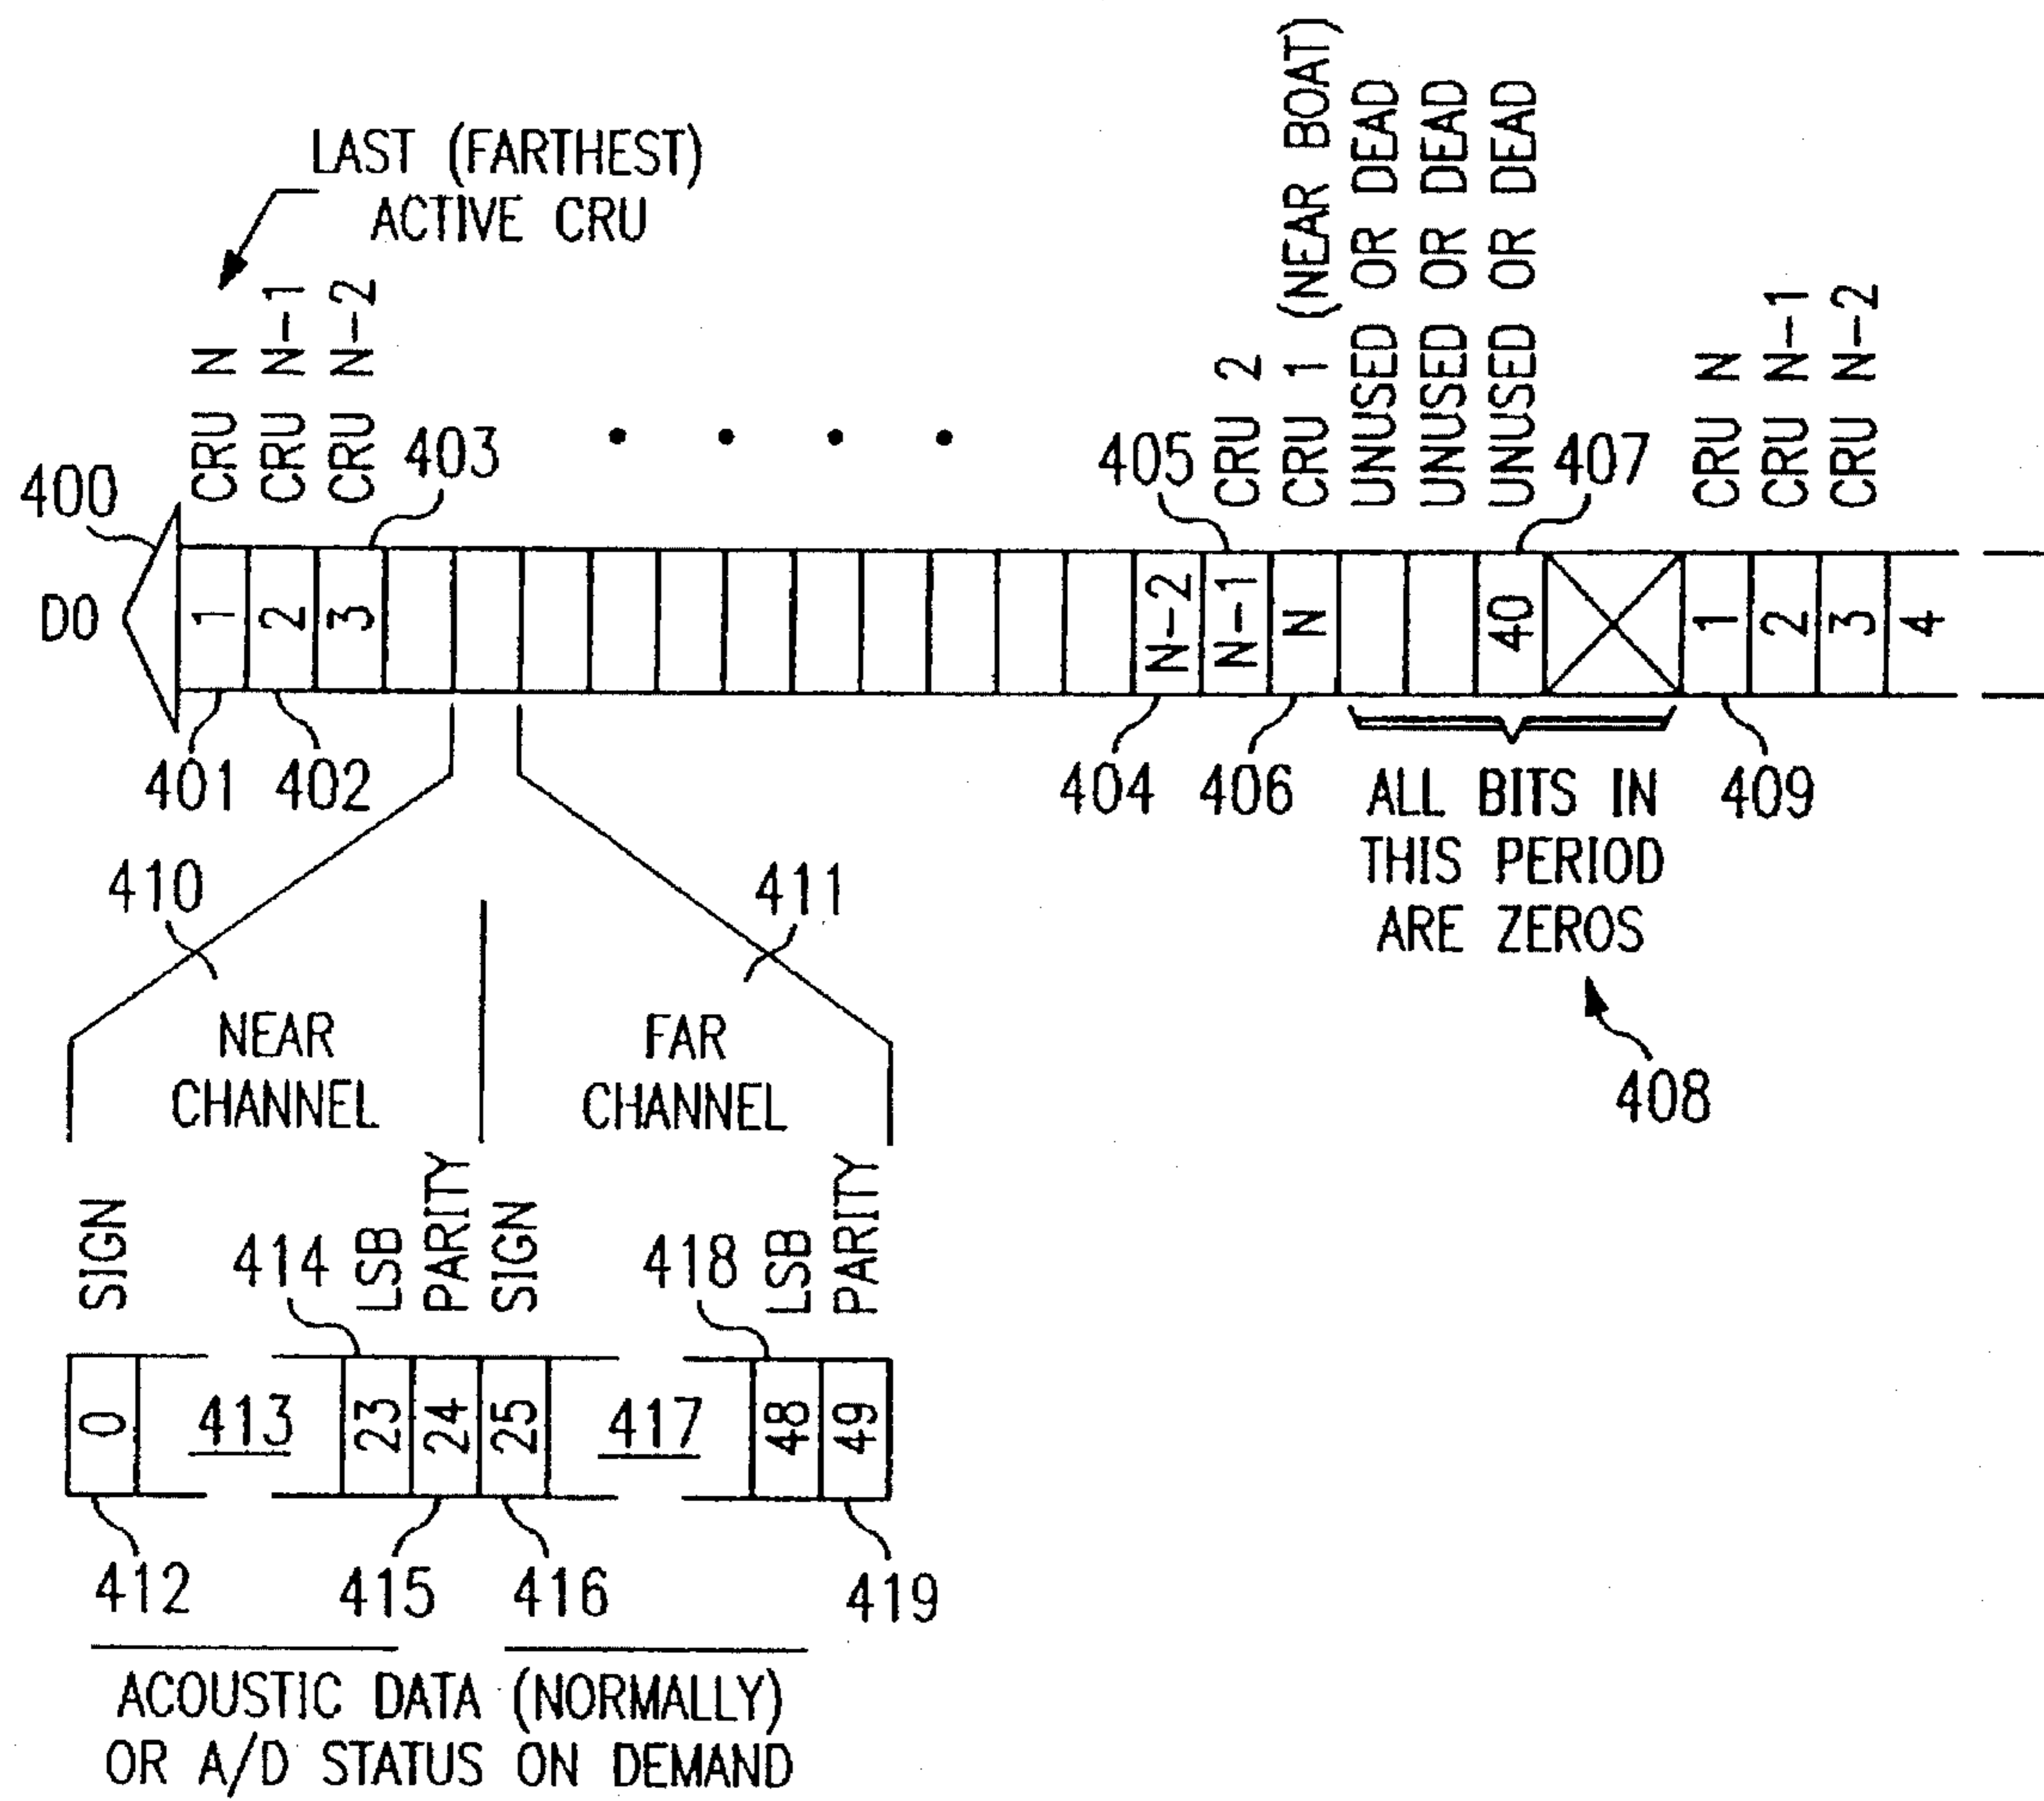 LAST (FARTHEST)
ACTIVE CRU
CRU N
CRU N-1
CRU N-2
CRU 2
CRU 1 (NEAR BOAT)
UNUSED OR DEAD
UNUSED OR DEAD
UNUSED OR DEAD
CRU N
CRU N-1
CRU N-2
400
403
405
407
DO
1
2
3
N-2
N-1
N
40
1
2
3
4
401
402
404
406
409
ALL BITS IN
THIS PERIOD
ARE ZEROS
408
410
411
NEAR
CHANNEL
FAR
CHANNEL
SIGN
414
LSB
PARITY
SIGN
418
LSB
PARITY
0
413
23
24
25
417
48
49
412
415
416
419
ACOUSTIC DATA (NORMALLY)
OR A/D STATUS ON DEMAND